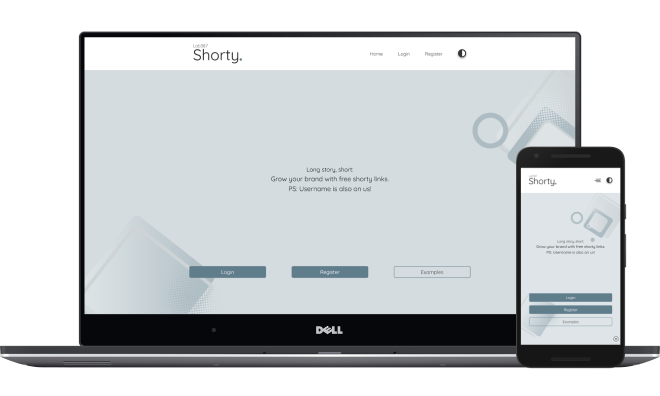 Lab387
Shorty.
Home Login Register
Long story, short:
Grow your brand with free shorty links.
PS: Username is also on us!
Login Register Examples
DELL
Shorty.
Long story, short:
Grow your brand with free shorty links.
PS: Username is also on us!
Login
Register
Examples